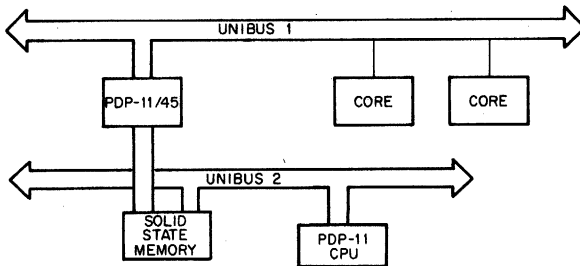 UNIBUS 1
PDP-11/45
CORE
CORE
UNIBUS 2
SOLID
STATE
MEMORY
PDP-11
CPU